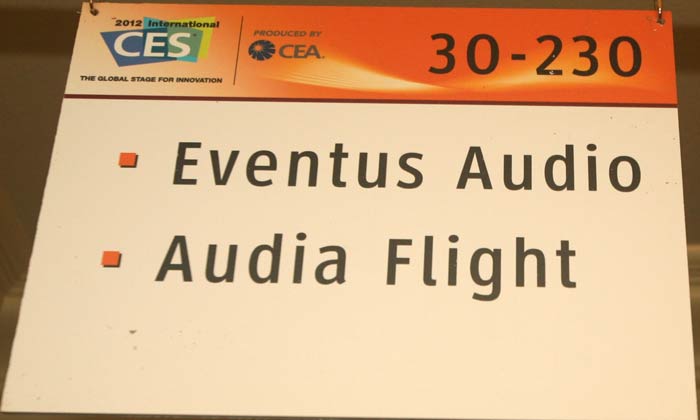 2012 International
CES
THE GLOBAL STAGE FOR INNOVATION
PRODUCED BY
CEA
30-230
Eventus Audio
Audia Flight